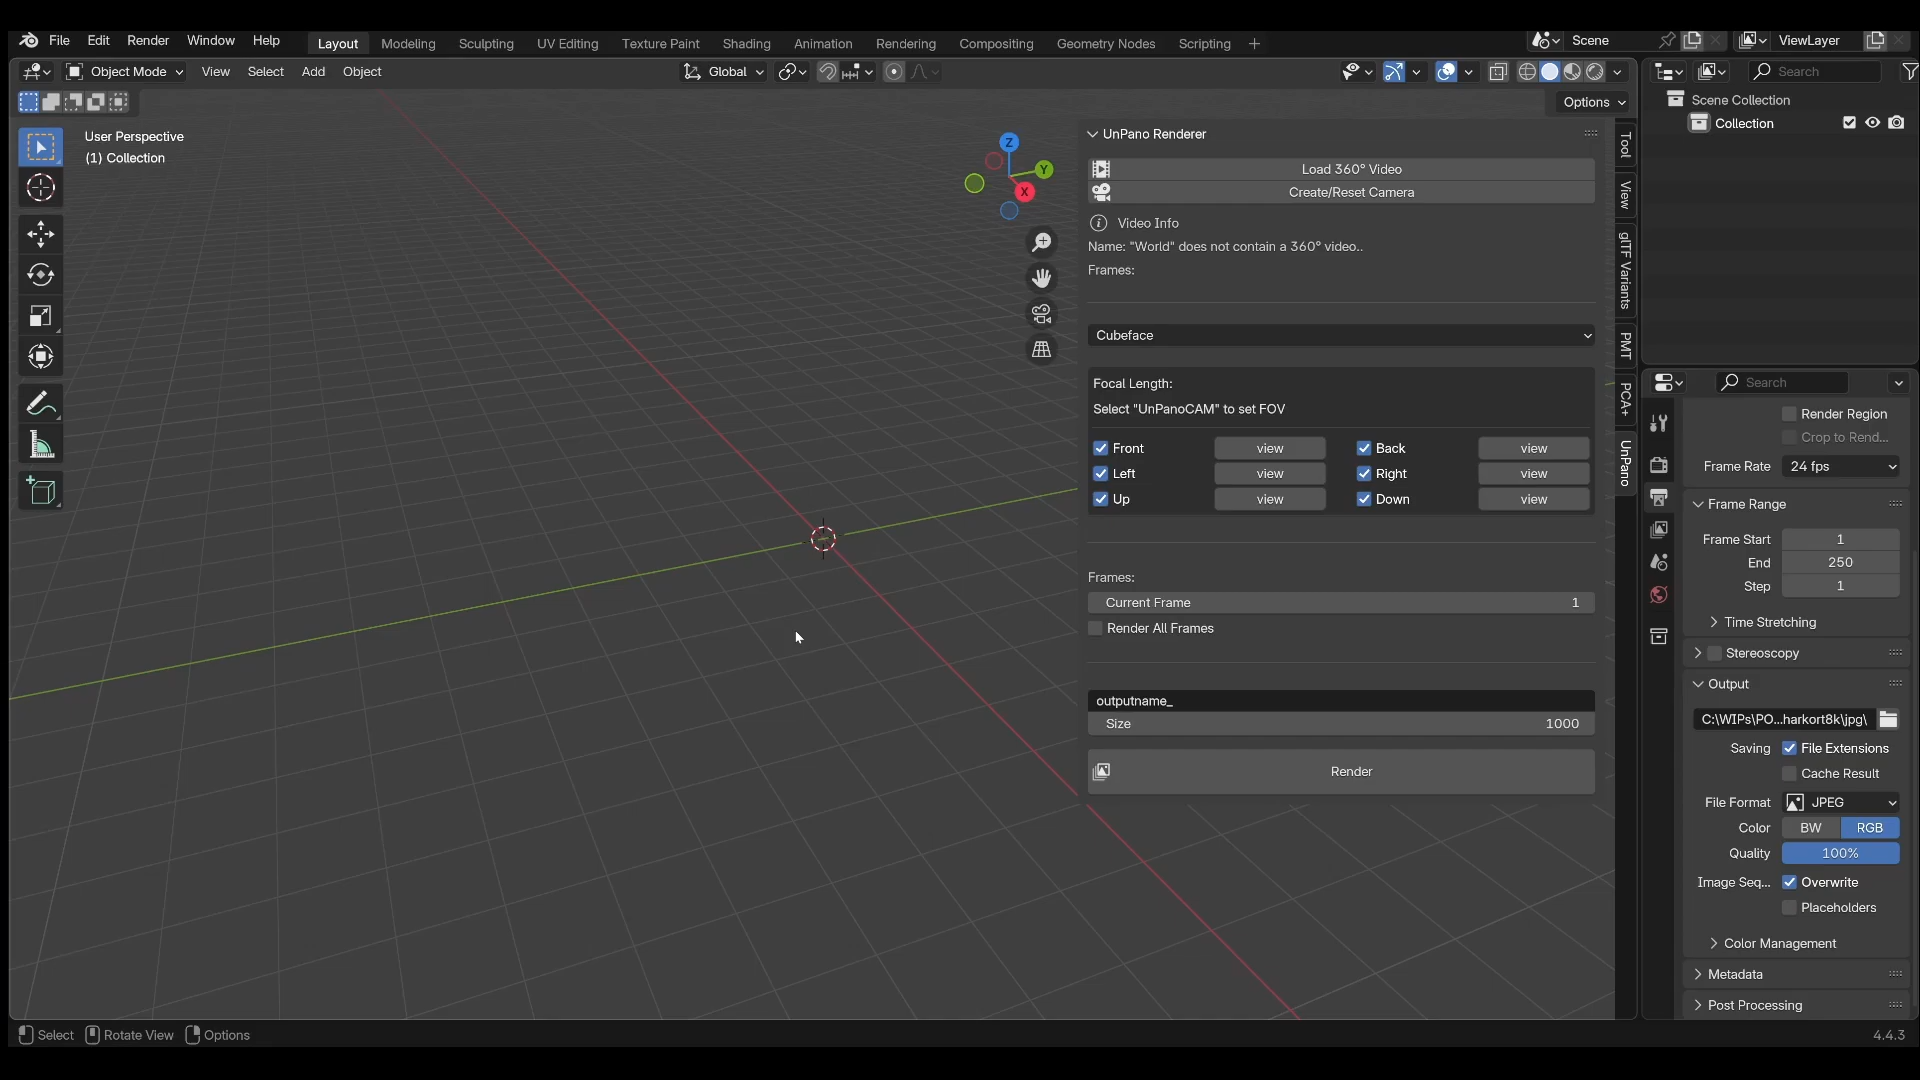 File Edit Render Window Help Layout Modeling Sculpting UV Editing Texture Paint Shading Animation Rendering Compositing Geometry Nodes Scripting Scene ViewLayer
Object Mode View Select Add Object Global Search
Options
User Perspective
(1) Collection
Z
Y
X
UnPano Renderer
Load 360° Video
Create/Reset Camera
Video Info
Name: "World" does not contain a 360° video..
Frames:
Cubeface
Focal Length:
Select "UnPanoCAM" to set FOV
Front view Back view
Left view Right view
Up view Down view
Frames:
Current Frame 1
Render All Frames
outputname_
Size 1000
Render
Tool
View
glTF Variants
PMT
PCA+
UnPano
Scene Collection
Collection
Search
Render Region
Crop to Rend...
Frame Rate 24 fps
Frame Range
Frame Start 1
End 250
Step 1
Time Stretching
Stereoscopy
Output
C:\WIPs\PO...harkort8k\jpg\
Saving File Extensions
Cache Result
File Format JPEG
Color BW RGB
Quality 100%
Image Seq... Overwrite
Placeholders
Color Management
Metadata
Post Processing
Select Rotate View Options 4.4.3